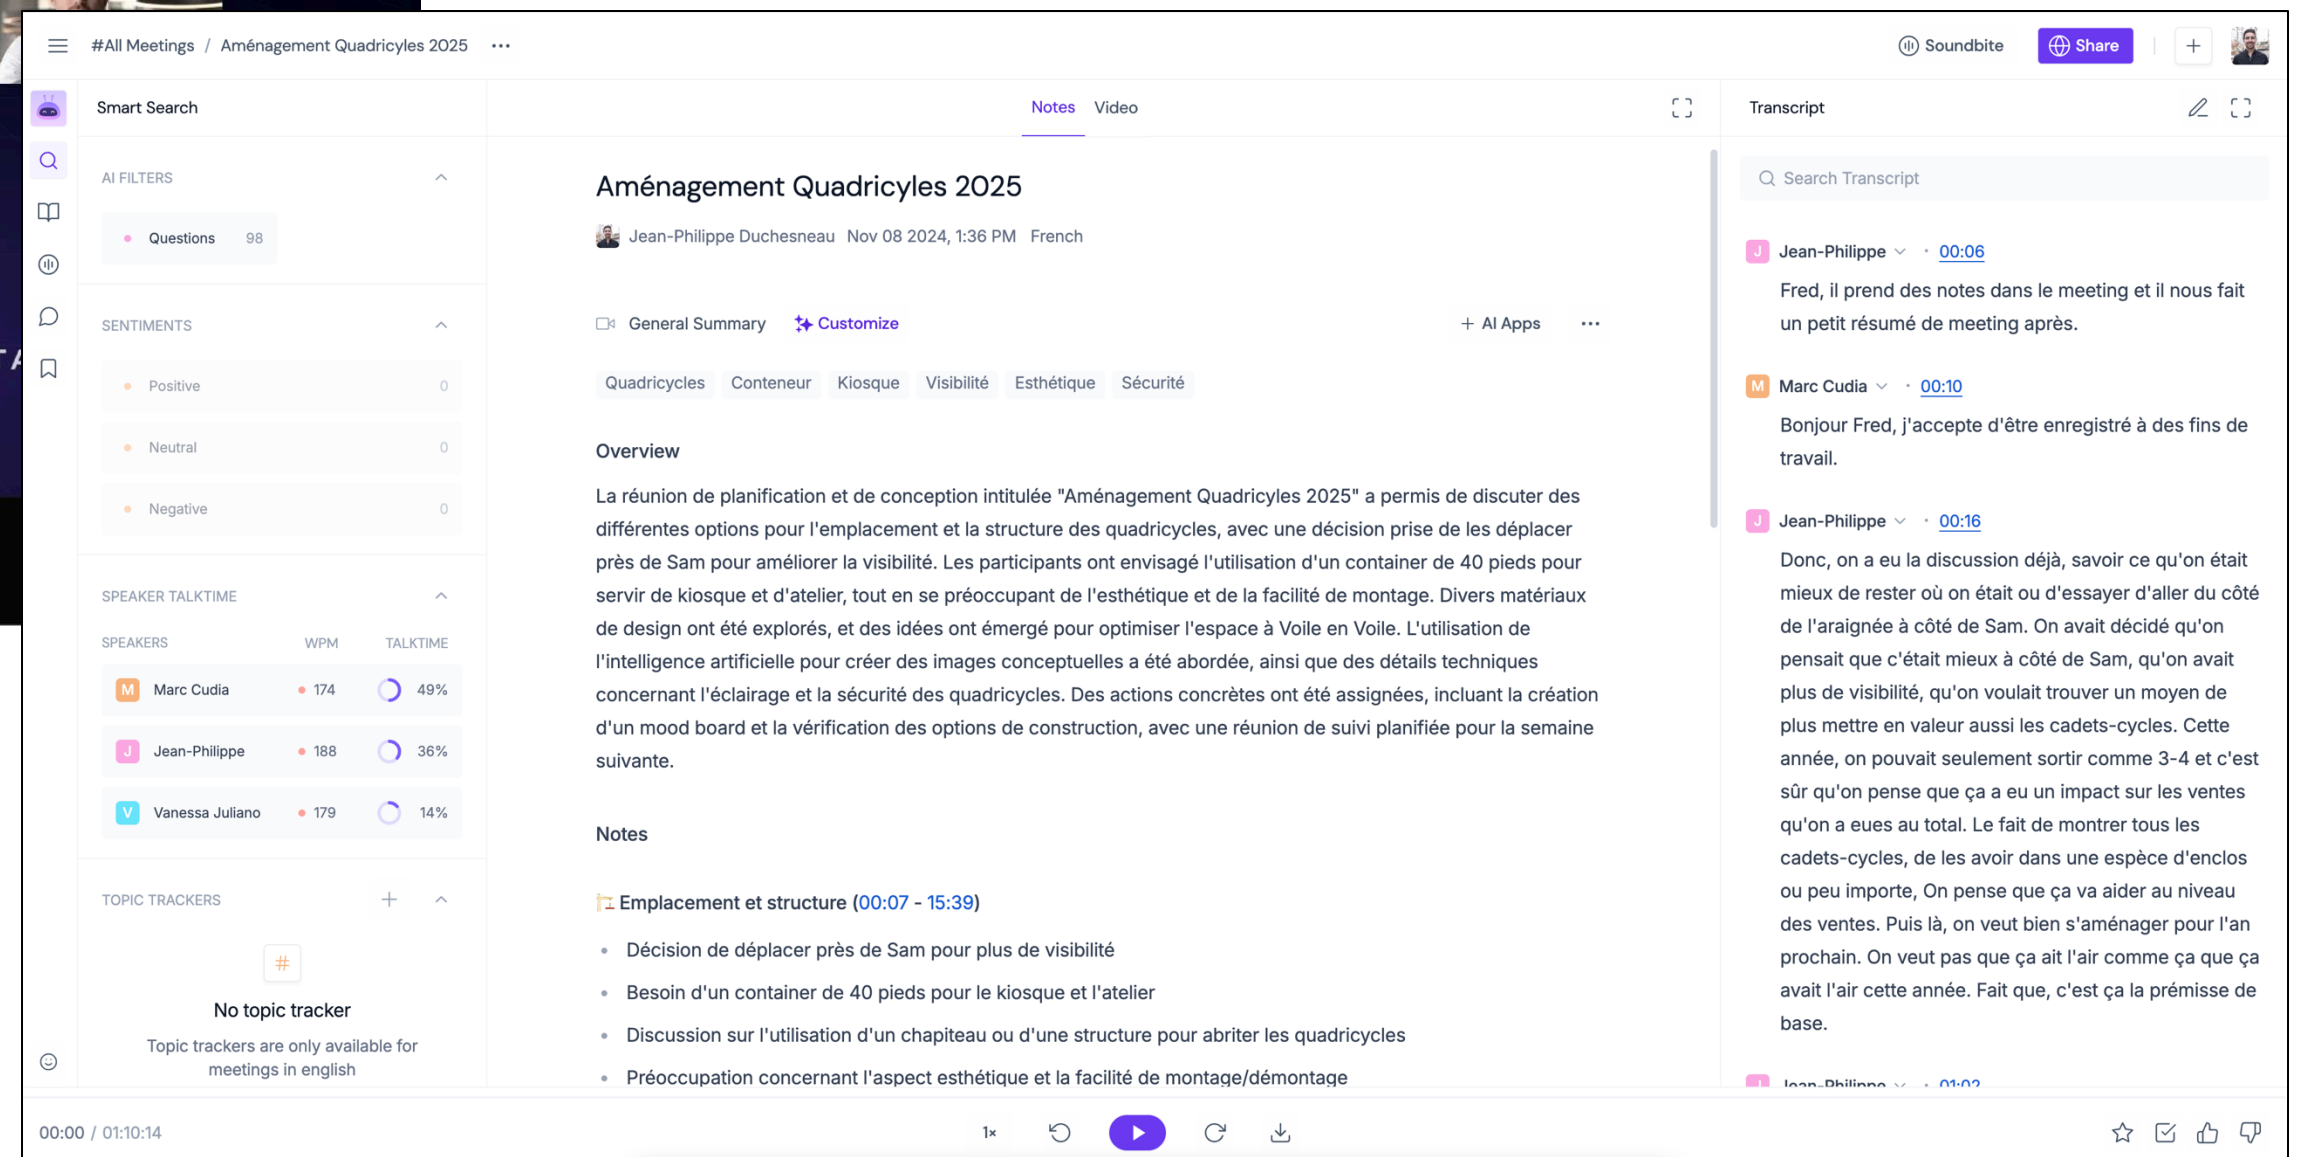 #All Meetings / Aménagement Quadricyles 2025 ...
Soundbite
Share
Smart Search
AI FILTERS
Questions 98
SENTIMENTS
Positive 0
Neutral 0
Negative 0
SPEAKER TALKTIME
SPEAKERS WPM TALKTIME
M Marc Cudia 174 49%
J Jean-Philippe 188 36%
V Vanessa Juliano 179 14%
TOPIC TRACKERS
#
No topic tracker
Topic trackers are only available for
meetings in english
Notes Video
Aménagement Quadricyles 2025
Jean-Philippe Duchesneau Nov 08 2024, 1:36 PM French
General Summary Customize
+ AI Apps ...
Quadricycles Conteneur Kiosque Visibilité Esthétique Sécurité
Overview
La réunion de planification et de conception intitulée "Aménagement Quadricyles 2025" a permis de discuter des
différentes options pour l'emplacement et la structure des quadricycles, avec une décision prise de les déplacer
près de Sam pour améliorer la visibilité. Les participants ont envisagé l'utilisation d'un container de 40 pieds pour
servir de kiosque et d'atelier, tout en se préoccupant de l'esthétique et de la facilité de montage. Divers matériaux
de design ont été explorés, et des idées ont émergé pour optimiser l'espace à Voile en Voile. L'utilisation de
l'intelligence artificielle pour créer des images conceptuelles a été abordée, ainsi que des détails techniques
concernant l'éclairage et la sécurité des quadricycles. Des actions concrètes ont été assignées, incluant la création
d'un mood board et la vérification des options de construction, avec une réunion de suivi planifiée pour la semaine
suivante.
Notes
Emplacement et structure (00:07 - 15:39)
• Décision de déplacer près de Sam pour plus de visibilité
• Besoin d'un container de 40 pieds pour le kiosque et l'atelier
• Discussion sur l'utilisation d'un chapiteau ou d'une structure pour abriter les quadricycles
• Préoccupation concernant l'aspect esthétique et la facilité de montage/démontage
Transcript
Search Transcript
J Jean-Philippe · 00:06
Fred, il prend des notes dans le meeting et il nous fait
un petit résumé de meeting après.
M Marc Cudia · 00:10
Bonjour Fred, j'accepte d'être enregistré à des fins de
travail.
J Jean-Philippe · 00:16
Donc, on a eu la discussion déjà, savoir ce qu'on était
mieux de rester où on était ou d'essayer d'aller du côté
de l'araignée à côté de Sam. On avait décidé qu'on
pensait que c'était mieux à côté de Sam, qu'on avait
plus de visibilité, qu'on voulait trouver un moyen de
plus mettre en valeur aussi les cadets-cycles. Cette
année, on pouvait seulement sortir comme 3-4 et c'est
sûr qu'on pense que ça a eu un impact sur les ventes
qu'on a eues au total. Le fait de montrer tous les
cadets-cycles, de les avoir dans une espèce d'enclos
ou peu importe, On pense que ça va aider au niveau
des ventes. Puis là, on veut bien s'aménager pour l'an
prochain. On veut pas que ça ait l'air comme ça que ça
avait l'air cette année. Fait que, c'est ça la prémisse de
base.
J Jean-Philippe · 01:02
00:00 / 01:10:14
1×